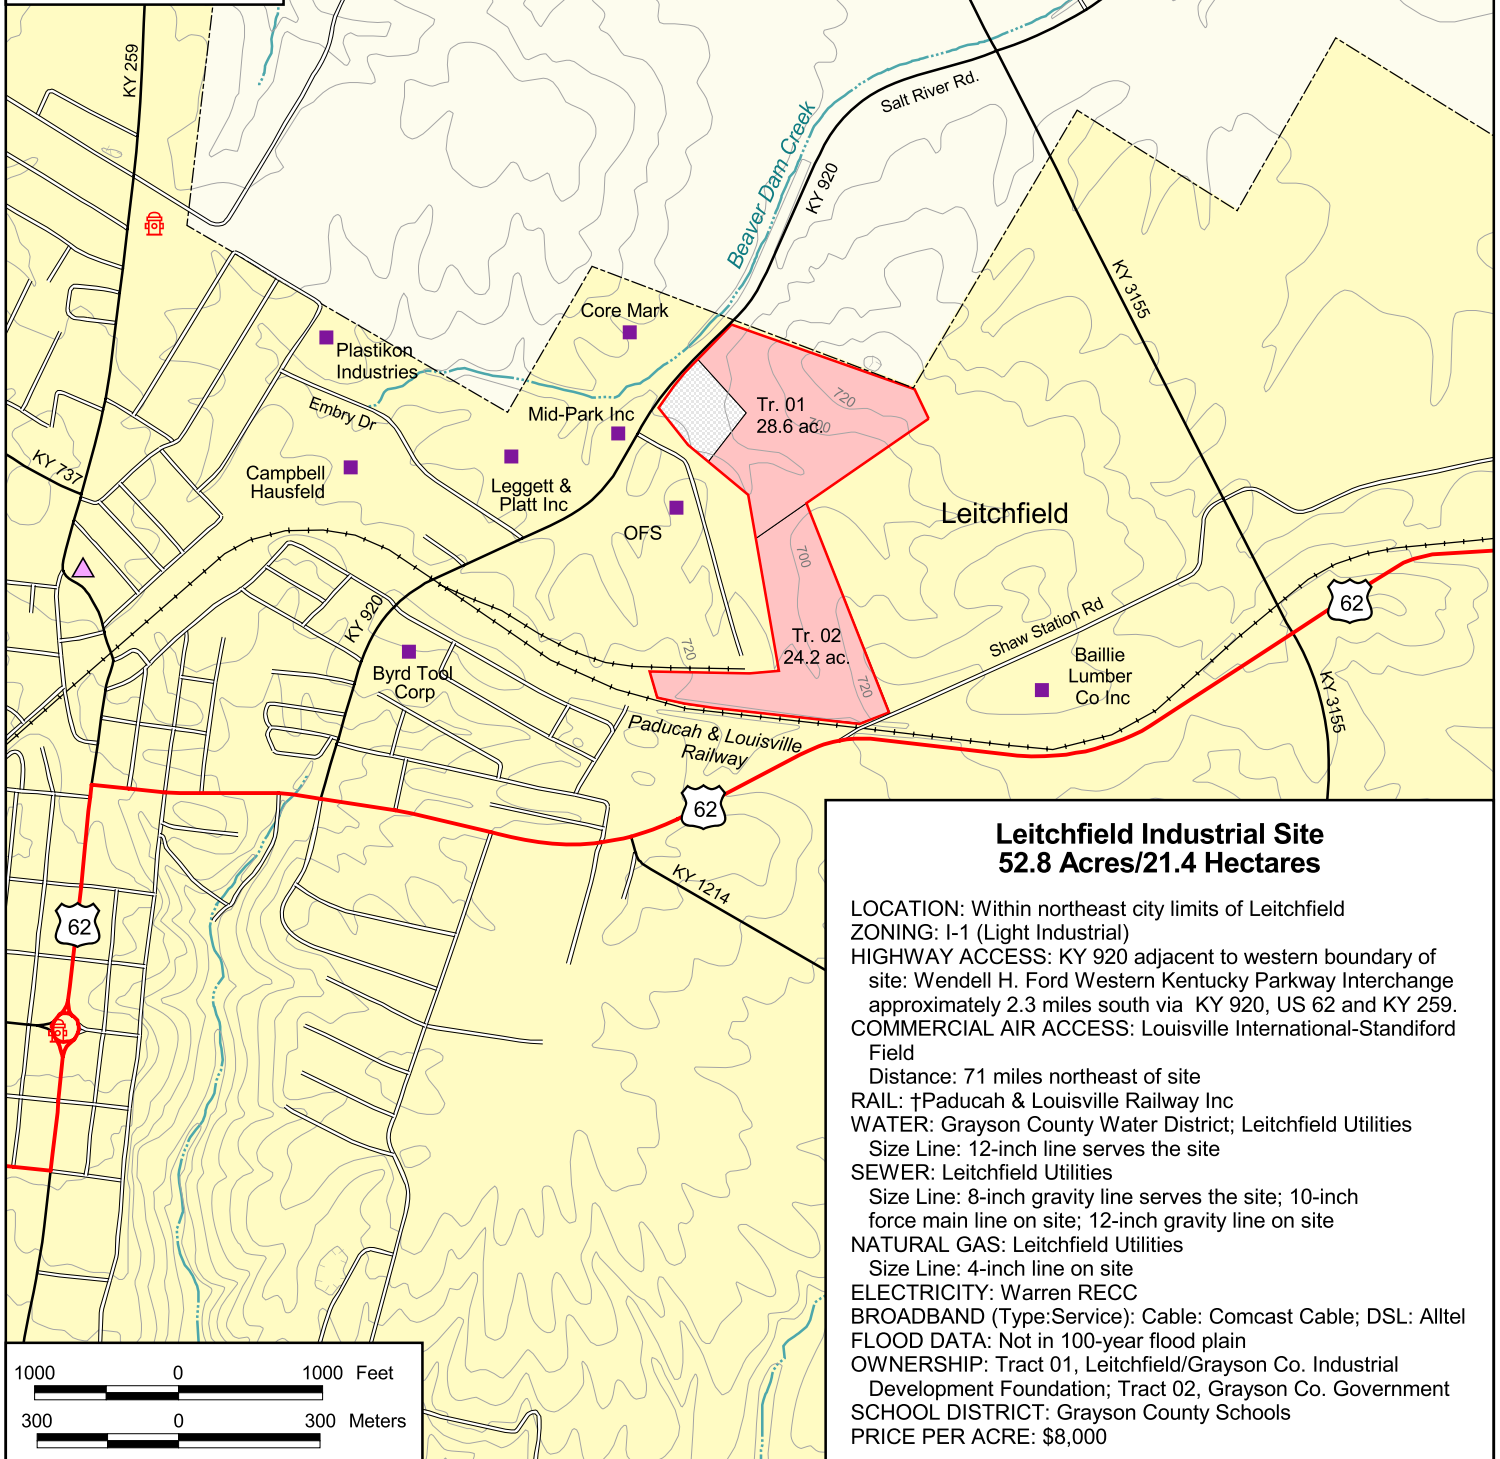 KY 259
Salt River Rd.
Beaver Dam Creek
KY 920
KY 3155
Core Mark
Plastikon
Industries
Embry Dr
Mid-Park Inc
Tr. 01
28.6 ac.
720
700
KY 737
Campbell
Hausfeld
Leggett &
Platt Inc
OFS
Leitchfield
700
KY 920
62
Shaw Station Rd
Tr. 02
24.2 ac.
720
720
Byrd Tool
Corp
Baillie
Lumber
Co Inc
KY 3155
Paducah & Louisville
Railway
62
KY 1214
62
Leitchfield Industrial Site
52.8 Acres/21.4 Hectares
LOCATION: Within northeast city limits of Leitchfield
ZONING: I-1 (Light Industrial)
HIGHWAY ACCESS: KY 920 adjacent to western boundary of
site: Wendell H. Ford Western Kentucky Parkway Interchange
approximately 2.3 miles south via KY 920, US 62 and KY 259.
COMMERCIAL AIR ACCESS: Louisville International-Standiford
Field
Distance: 71 miles northeast of site
RAIL: †Paducah & Louisville Railway Inc
WATER: Grayson County Water District; Leitchfield Utilities
Size Line: 12-inch line serves the site
SEWER: Leitchfield Utilities
Size Line: 8-inch gravity line serves the site; 10-inch
force main line on site; 12-inch gravity line on site
NATURAL GAS: Leitchfield Utilities
Size Line: 4-inch line on site
ELECTRICITY: Warren RECC
BROADBAND (Type:Service): Cable: Comcast Cable; DSL: Alltel
FLOOD DATA: Not in 100-year flood plain
OWNERSHIP: Tract 01, Leitchfield/Grayson Co. Industrial
Development Foundation; Tract 02, Grayson Co. Government
SCHOOL DISTRICT: Grayson County Schools
PRICE PER ACRE: $8,000
1000 0 1000 Feet
300 0 300 Meters